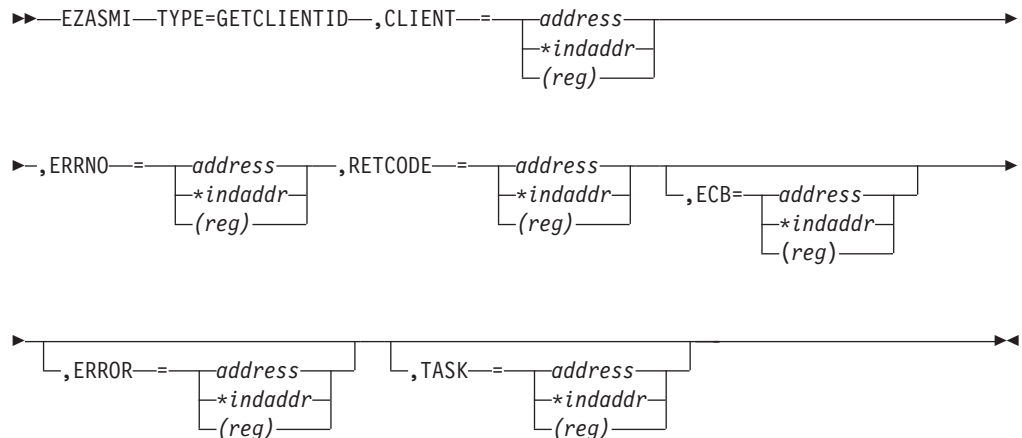 EZASMI TYPE=GETCLIENTID ,CLIENT = address
*indaddr
(reg)
,ERRNO = address ,RETCODE = address
*indaddr *indaddr ,ECB= address
(reg) (reg) *indaddr
(reg)
,ERROR = address ,TASK = address
*indaddr *indaddr
(reg) (reg)